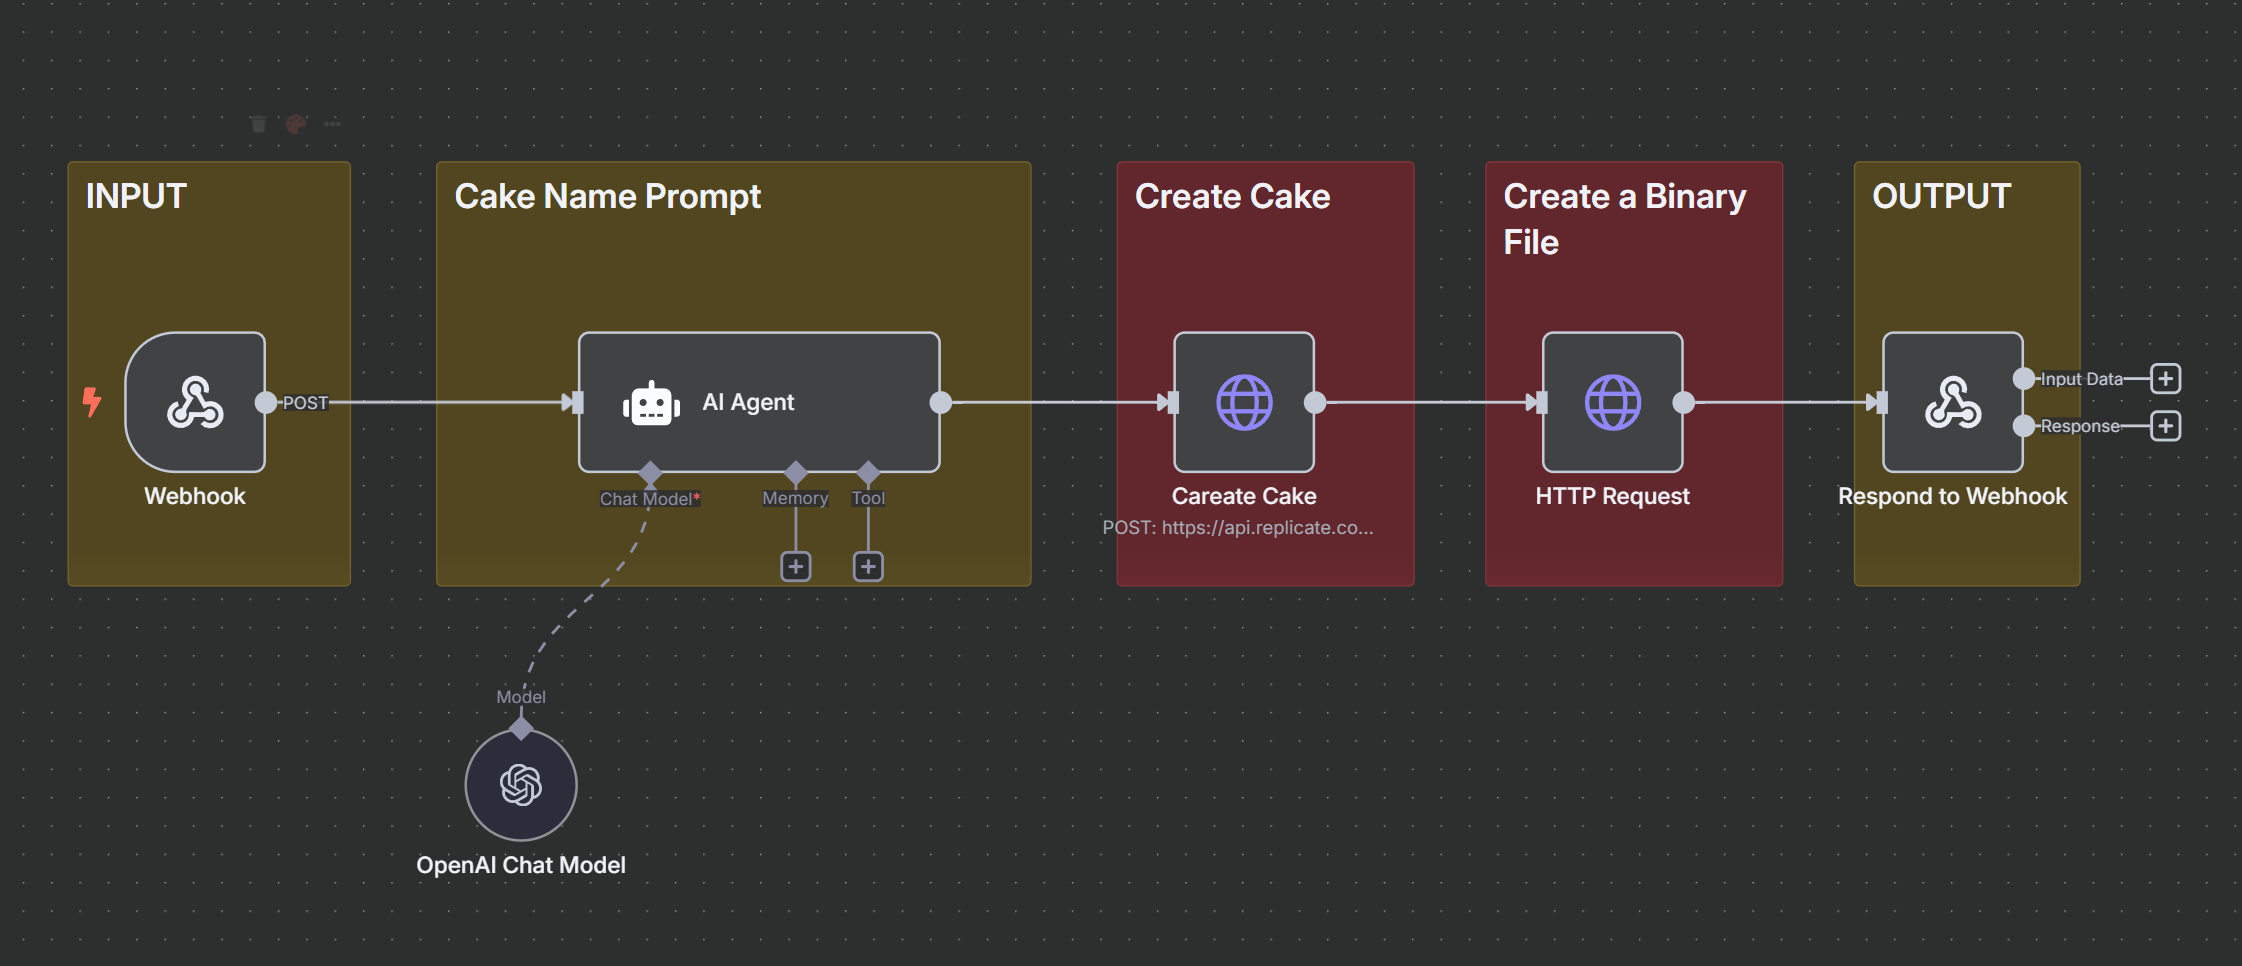 INPUT
Cake Name Prompt
Create Cake
Create a Binary
File
OUTPUT
POST
AI Agent
Input Data
Response
Webhook
Chat Model*
Memory
Tool
Careate Cake
POST: https://api.replicate.co...
HTTP Request
Respond to Webhook
Model
OpenAI Chat Model